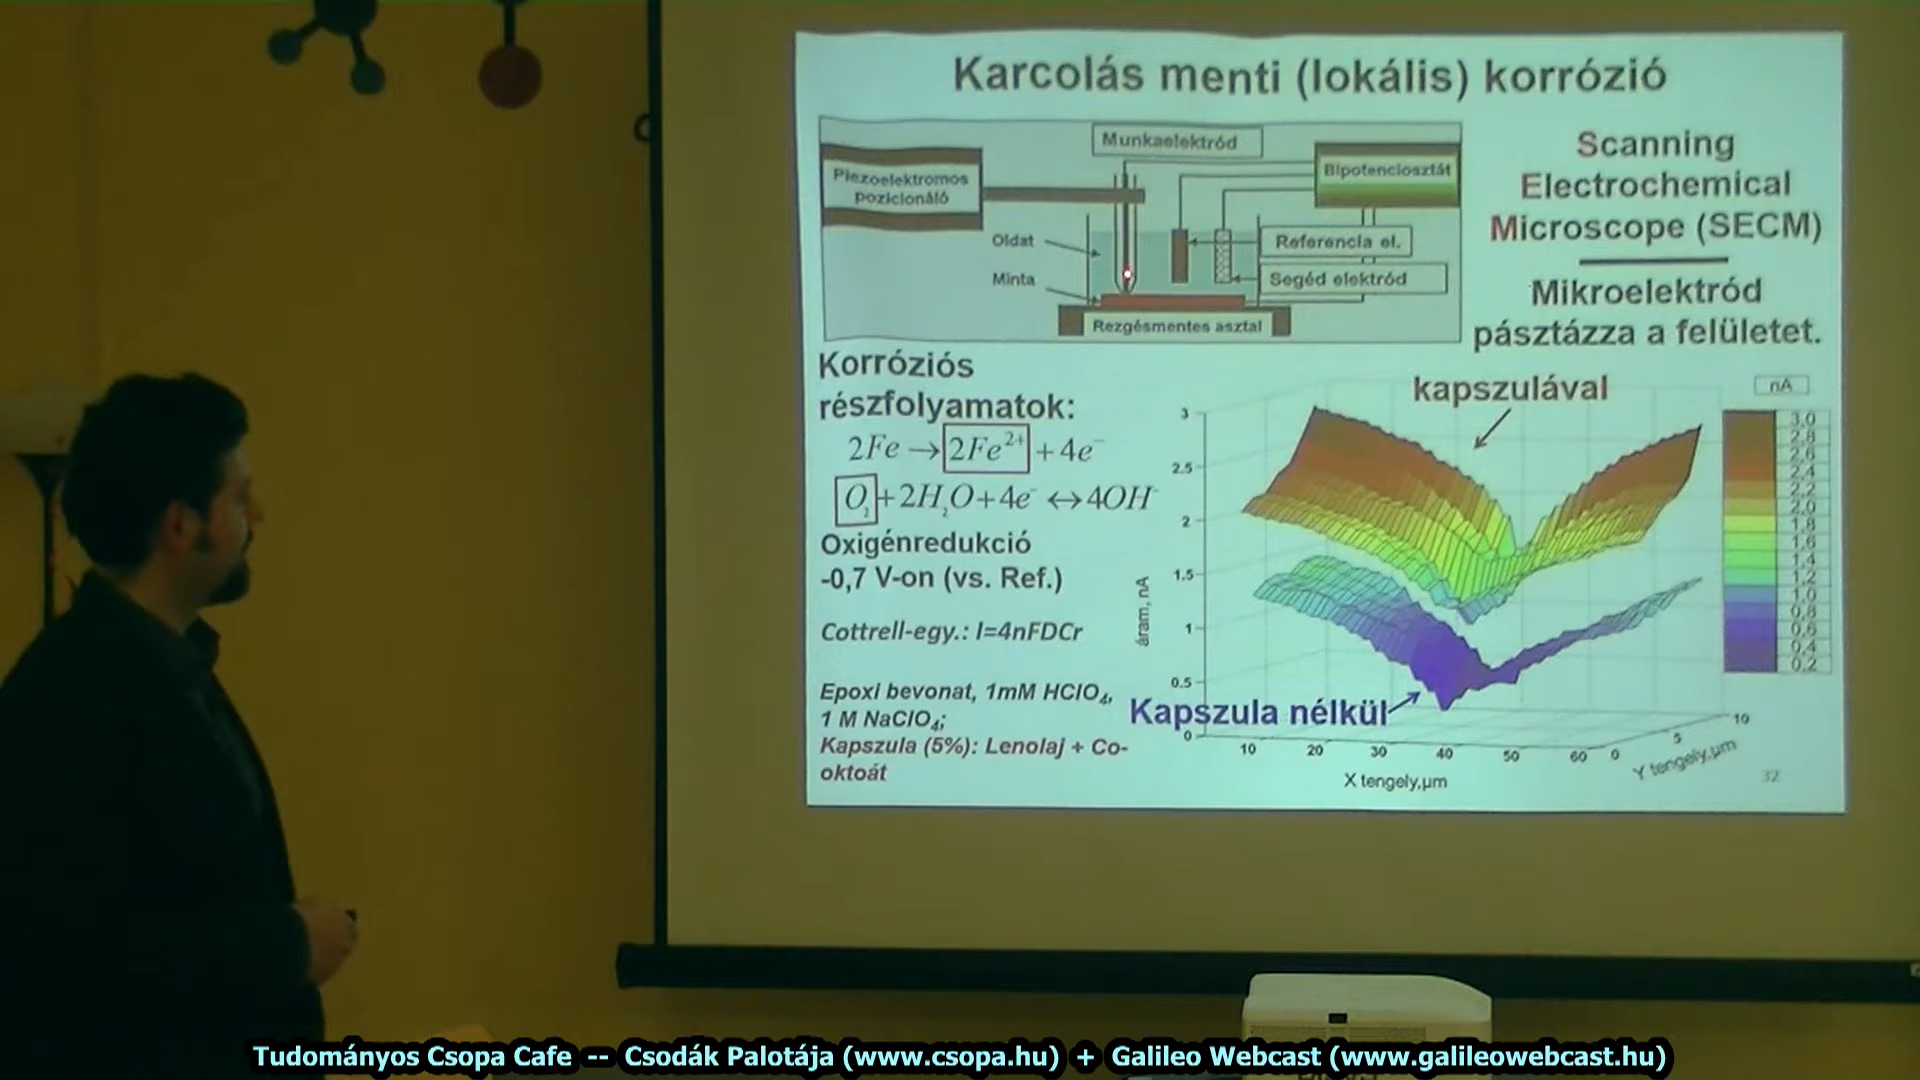 Karcolás menti (lokális) korrózió
Munkaelektród
Piezoelektromos
pozicionáló
Bipotenciosztát
Oldat
Minta
Referencia el.
Segéd elektród
Rezgésmentes asztal
Scanning
Electrochemical
Microscope (SECM)
Mikroelektród
pásztázza a felületet.
Korróziós
részfolyamatok:
2Fe → 2Fe²⁺ + 4e⁻
O₂ + 2H₂O + 4e⁻ ↔ 4OH⁻
Oxigénredukció
-0,7 V-on (vs. Ref.)
Cottrell-egy.: I=4nFDCr
Epoxi bevonat, 1mM HClO₄,
1 M NaClO₄;
Kapszula (5%): Lenolaj + Co-
oktoát
kapszulával
Kapszula nélkül
nA
3,0
2,8
2,6
2,4
2,2
2,0
1,8
1,6
1,4
1,2
1,0
0,8
0,6
0,4
0,2
3
2.5
2
1.5
1
0.5
0
áram, nA
10
20
30
40
50
60
X tengely,µm
0
5
10
Y tengely,µm
32
Tudományos Csopa Cafe -- Csodák Palotája (www.csopa.hu) + Galileo Webcast (www.galileowebcast.hu)